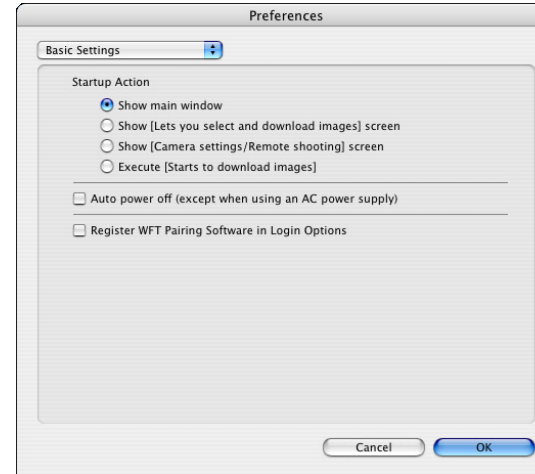 Preferences
Basic Settings
Startup Action
Show main window
Show [Lets you select and download images] screen
Show [Camera settings/Remote shooting] screen
Execute [Starts to download images]
Auto power off (except when using an AC power supply)
Register WFT Pairing Software in Login Options
Cancel
OK